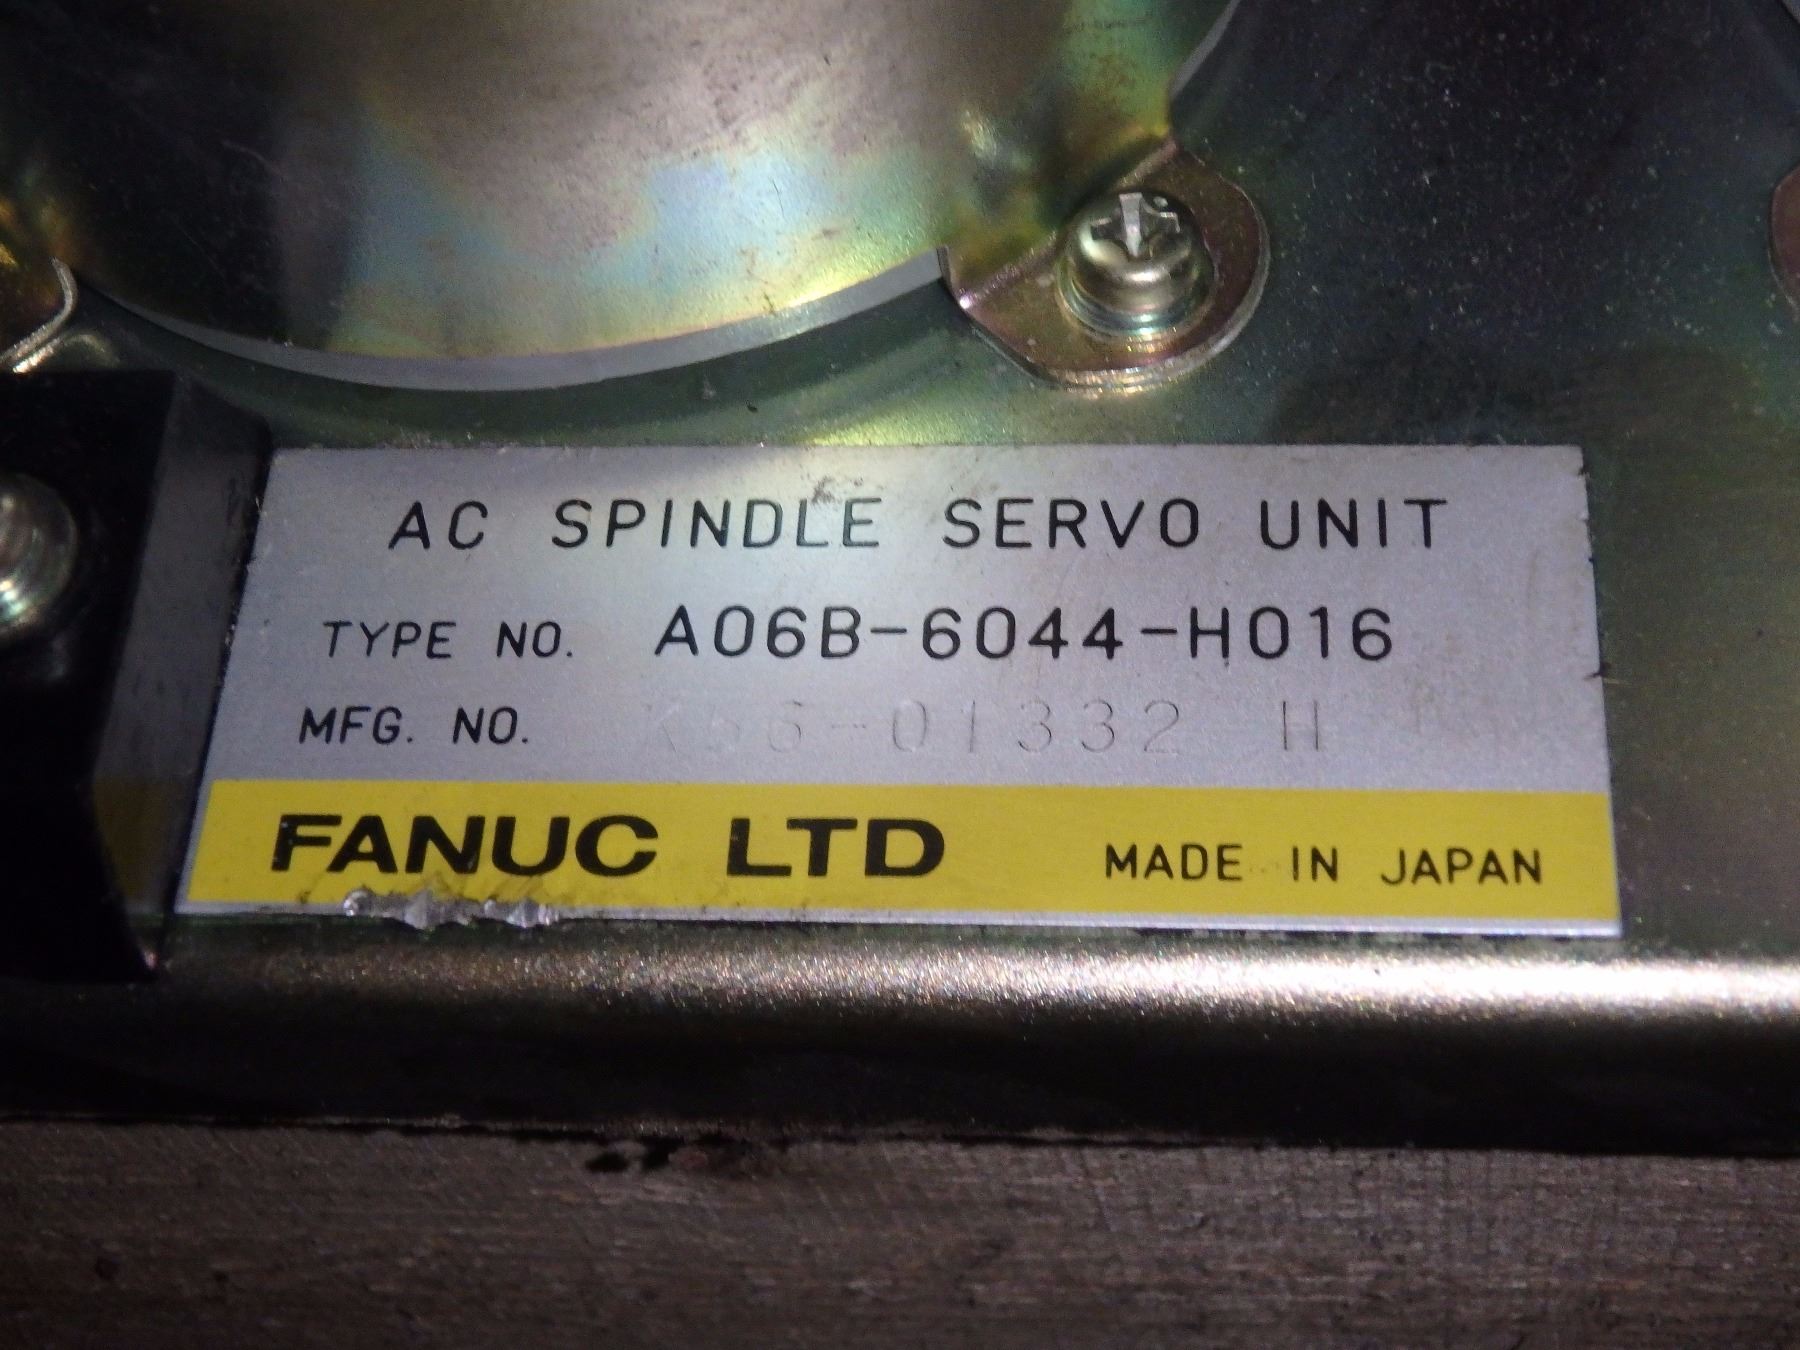 AC SPINDLE SERVO UNIT
TYPE NO. A06B-6044-H016
MFG. NO. H
FANUC LTD MADE IN JAPAN